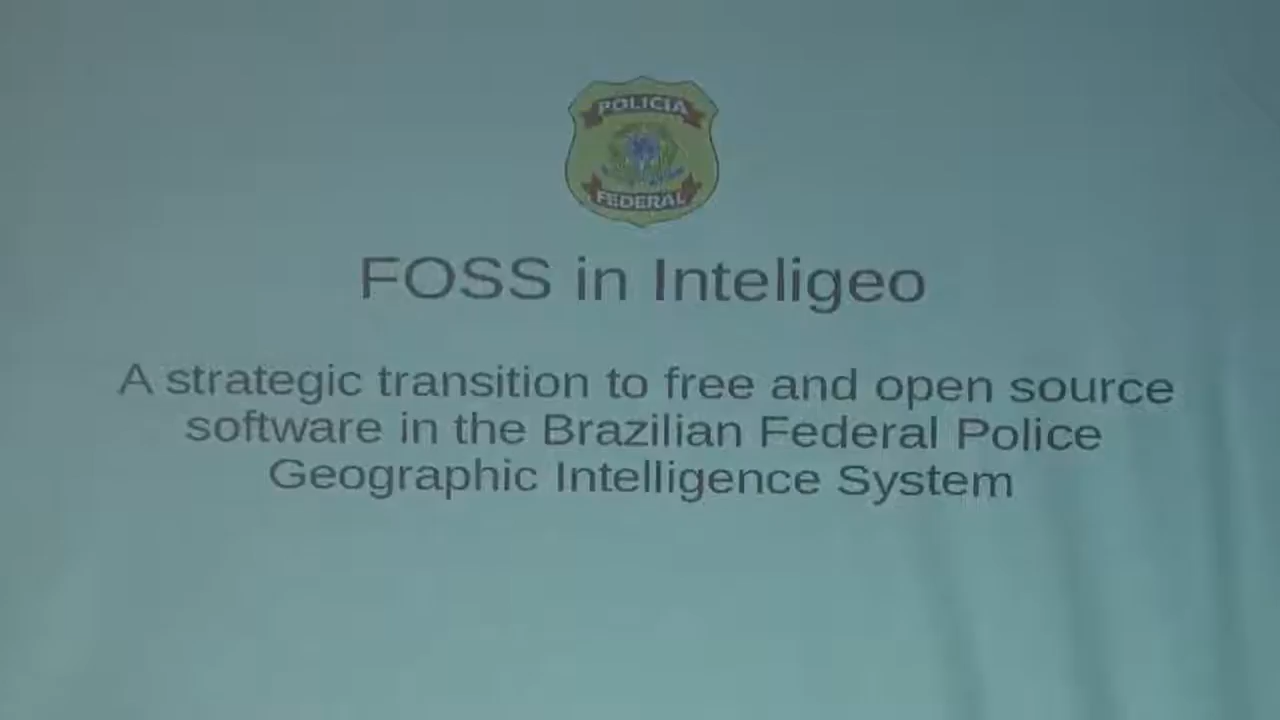 POLICIA
FEDERAL
FOSS in Inteligeo
A strategic transition to free and open source
software in the Brazilian Federal Police
Geographic Intelligence System